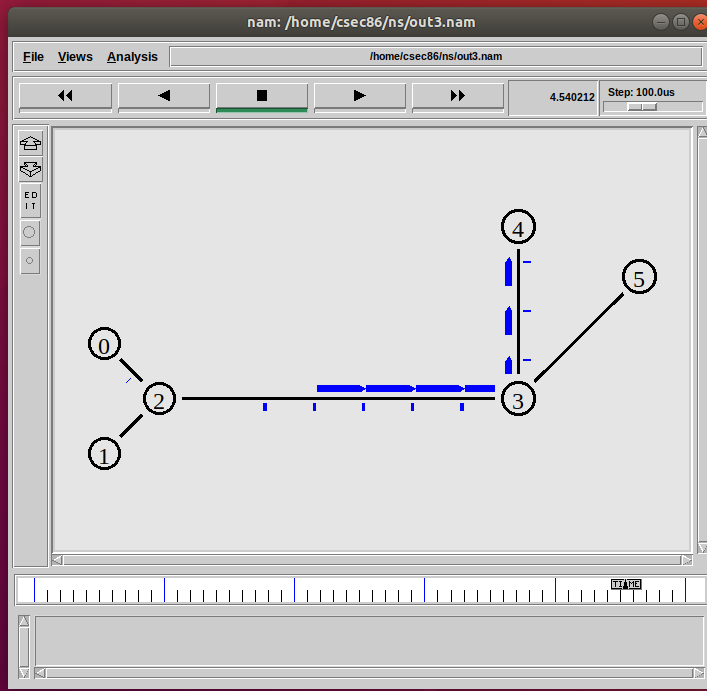 nam: /home/csec86/ns/out3.nam
File Views Analysis /home/csec86/ns/out3.nam
4.540212 Step: 100.0us
E D
I T
4
5
0
2
3
1
TIME